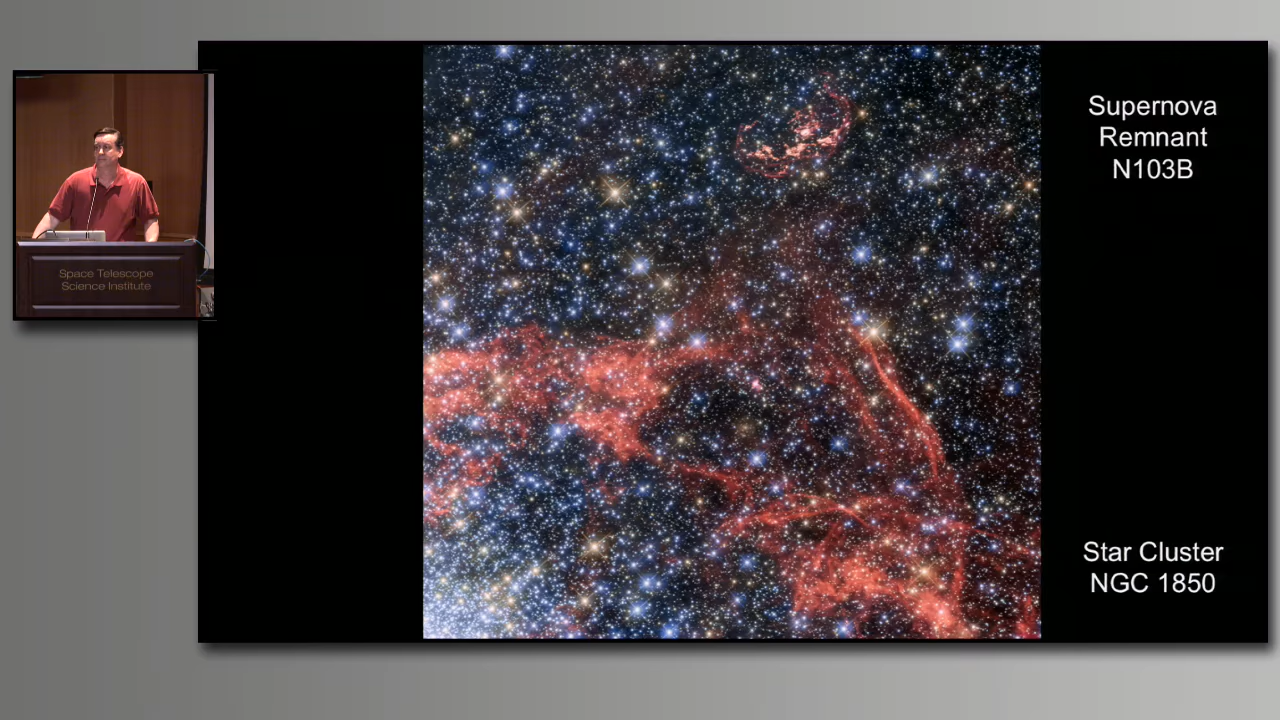 Space Telescope
Science Institute
Supernova
Remnant
N103B
Star Cluster
NGC 1850